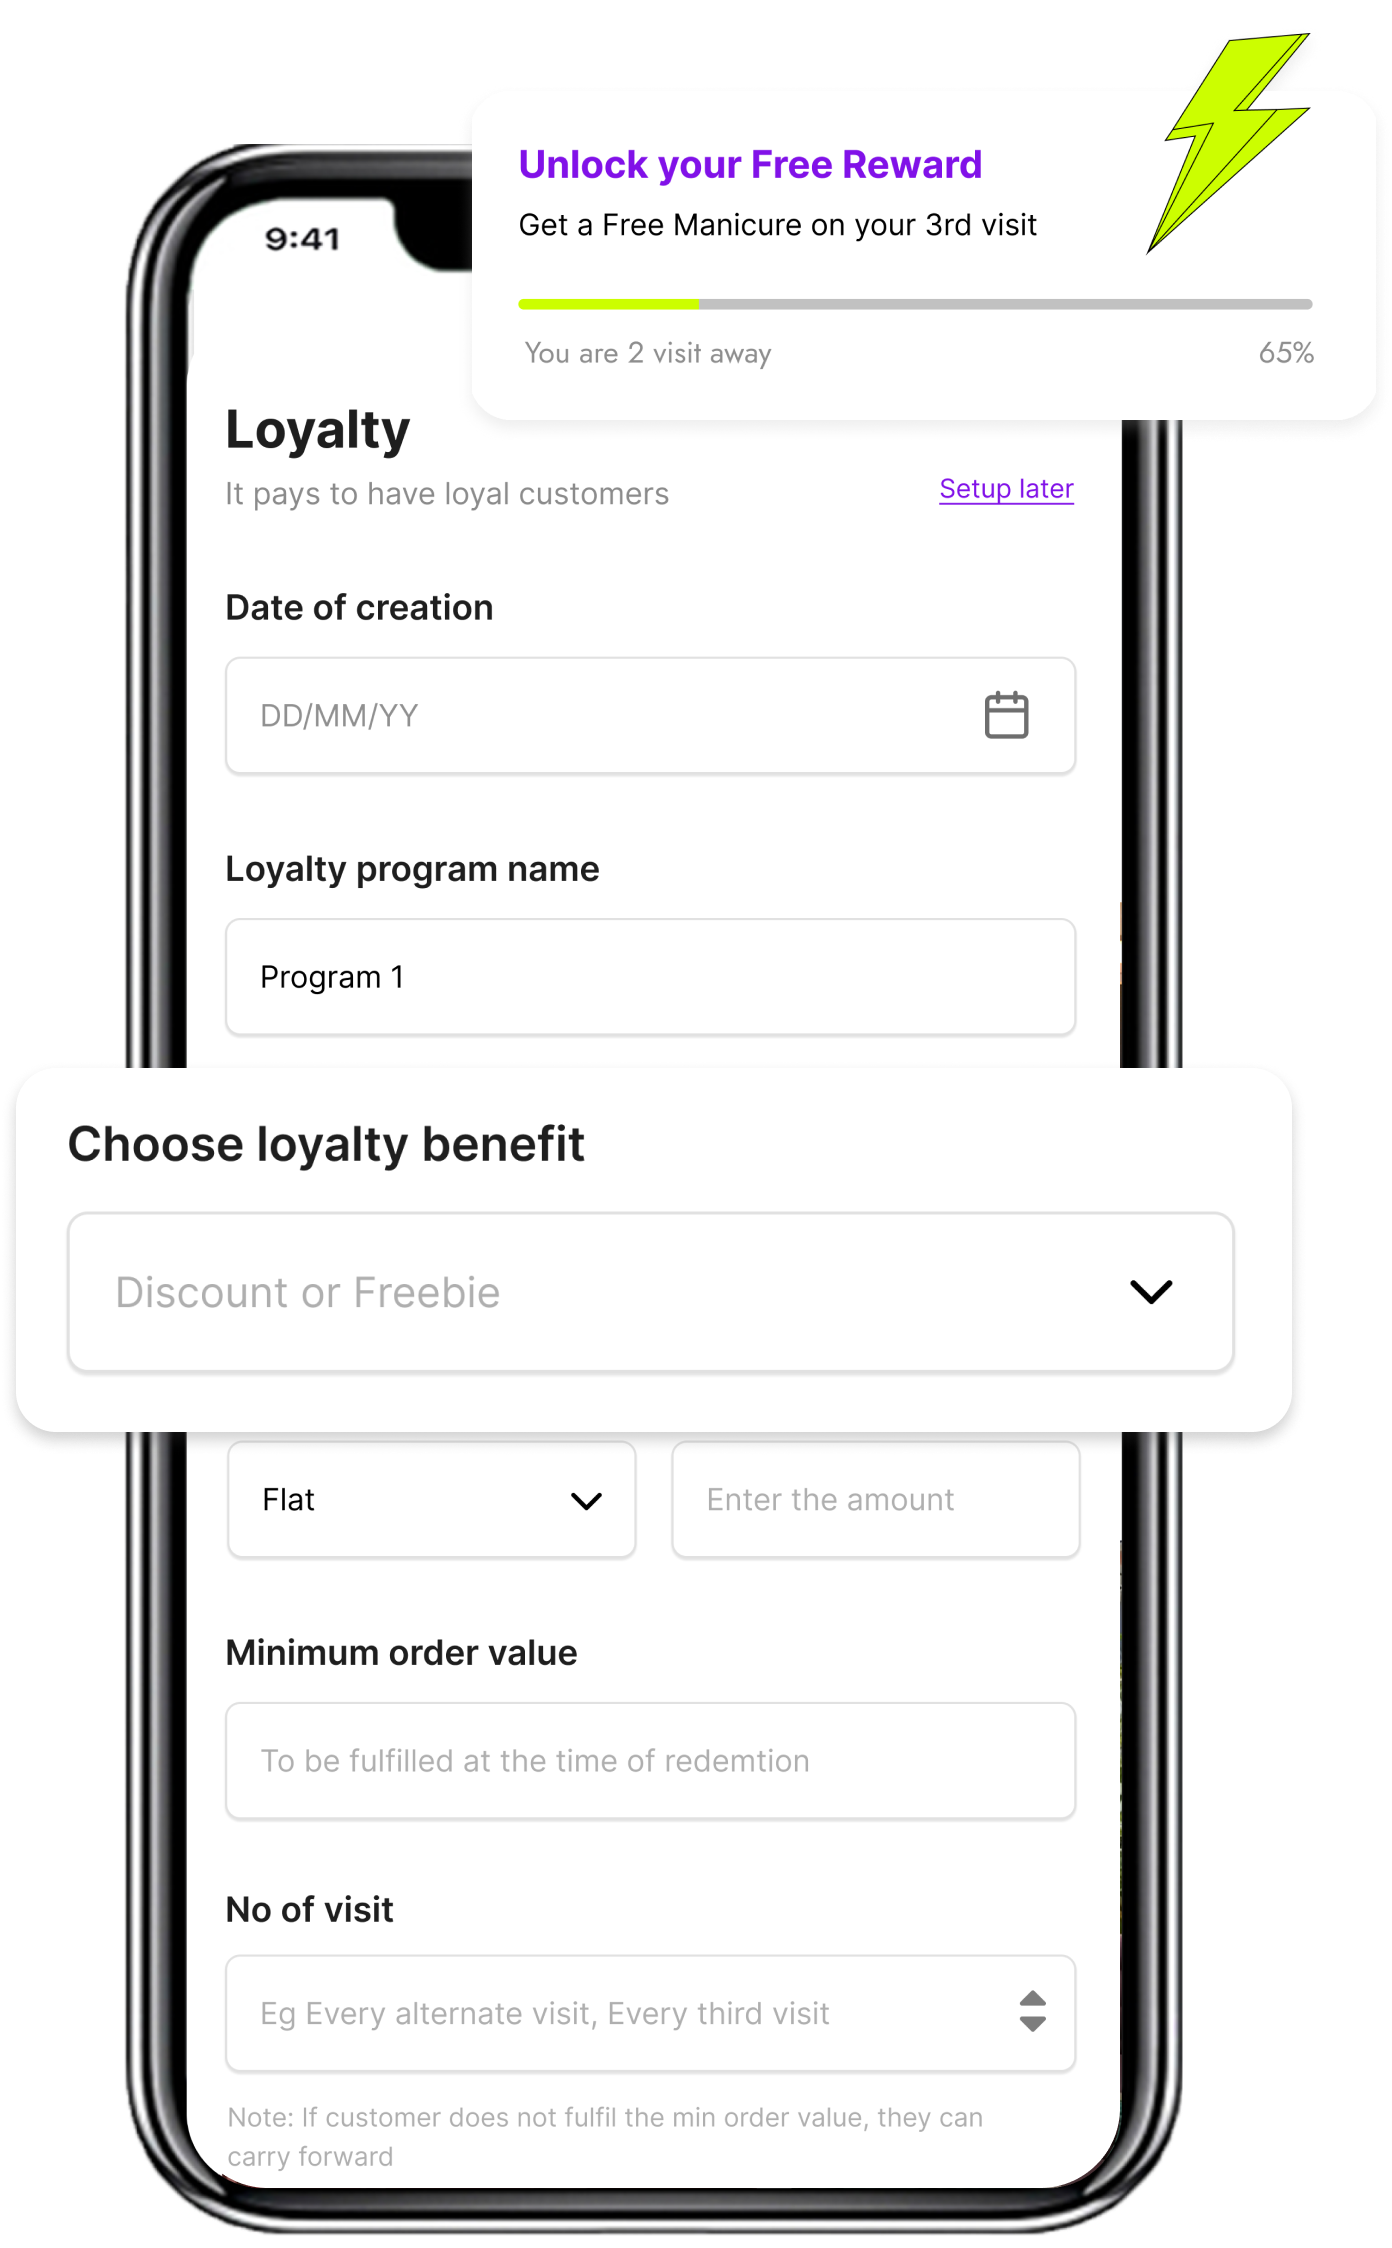 Unlock your Free Reward
Get a Free Manicure on your 3rd visit
9:41
You are 2 visit away
65%
Loyalty
It pays to have loyal customers
Setup later
Date of creation
DD/MM/YY
Loyalty program name
Program 1
Choose loyalty benefit
Discount or Freebie
Flat
Enter the amount
Minimum order value
To be fulfilled at the time of redemtion
No of visit
Eg Every alternate visit, Every third visit
Note: If customer does not fulfil the min order value, they can
carry forward